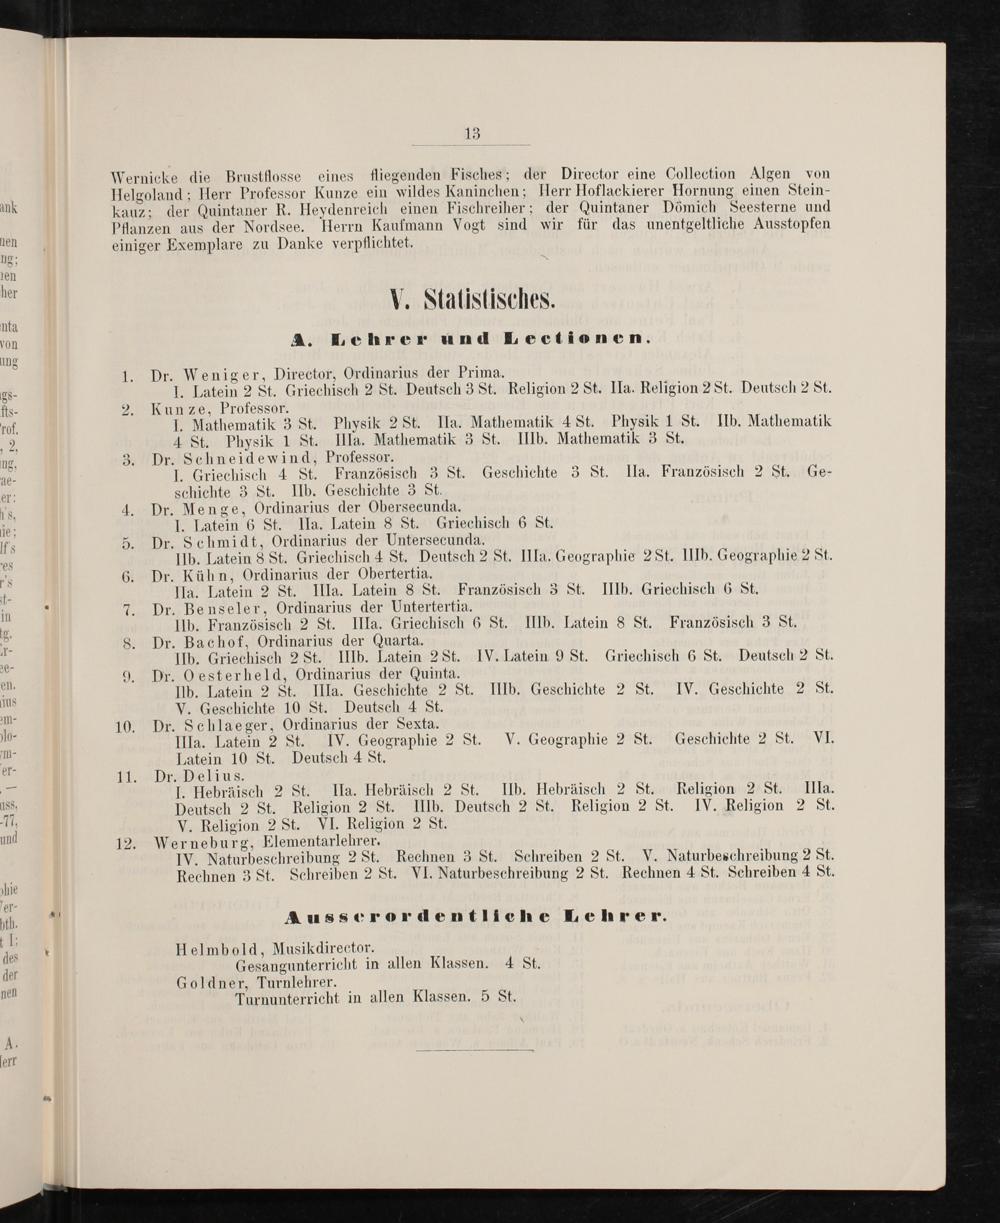 13
Wernicke die Brustflosse eines fliegenden Fisches; der Director eine Collection Algen von
Helgoland; Herr Professor Kunze ein wildes Kaninchen; Herr Hoflackierer Hornung einen Stein-
kauz; der Quintaner R. Heydenreich einen Fischreiher; der Quintaner Dömich Seesterne und
Pflanzen aus der Nordsee. Herrn Kaufmann Vogt sind wir für das unentgeltliche Ausstopfen
einiger Exemplare zu Danke verpflichtet.
V. Statistisches.
A. Lehrer und Lectionen.
1. Dr. Weniger, Director, Ordinarius der Prima.
I. Latein 2 St. Griechisch 2 St. Deutsch 3 St. Religion 2 St. IIa. Religion 2 St. Deutsch 2 St.
2. Kunze, Professor.
I. Mathematik 3 St. Physik 2 St. IIa. Mathematik 4 St. Physik 1 St. IIb. Mathematik
4 St. Physik 1 St. IIIa. Mathematik 3 St. IIIb. Mathematik 3 St.
3. Dr. Schneidewind, Professor.
I. Griechisch 4 St. Französisch 3 St. Geschichte 3 St. IIa. Französisch 2 St. Ge-
schichte 3 St. IIb. Geschichte 3 St.
4. Dr. Menge, Ordinarius der Obersecunda.
I. Latein 6 St. IIa. Latein 8 St. Griechisch 6 St.
5. Dr. Schmidt, Ordinarius der Untersecunda.
IIb. Latein 8 St. Griechisch 4 St. Deutsch 2 St. IIIa. Geographie 2 St. IIIb. Geographie 2 St.
6. Dr. Kühn, Ordinarius der Obertertia.
IIa. Latein 2 St. IIIa. Latein 8 St. Französisch 3 St. IIIb. Griechisch 6 St.
7. Dr. Benseler, Ordinarius der Untertertia.
IIb. Französisch 2 St. IIIa. Griechisch 6 St. IIIb. Latein 8 St. Französisch 3 St.
8. Dr. Bachof, Ordinarius der Quarta.
IIb. Griechisch 2 St. IIIb. Latein 2 St. IV. Latein 9 St. Griechisch 6 St. Deutsch 2 St.
9. Dr. Oesterheld, Ordinarius der Quinta.
IIb. Latein 2 St. IIIa. Geschichte 2 St. IIIb. Geschichte 2 St. IV. Geschichte 2 St.
V. Geschichte 10 St. Deutsch 4 St.
10. Dr. Schlaeger, Ordinarius der Sexta.
IIIa. Latein 2 St. IV. Geographie 2 St. V. Geographie 2 St. Geschichte 2 St. VI.
Latein 10 St. Deutsch 4 St.
11. Dr. Delius.
I. Hebräisch 2 St. IIa. Hebräisch 2 St. IIb. Hebräisch 2 St. Religion 2 St. IIIa.
Deutsch 2 St. Religion 2 St. IIIb. Deutsch 2 St. Religion 2 St. IV. Religion 2 St.
V. Religion 2 St. VI. Religion 2 St.
12. Werneburg, Elementarlehrer.
IV. Naturbeschreibung 2 St. Rechnen 3 St. Schreiben 2 St. V. Naturbeschreibung 2 St.
Rechnen 3 St. Schreiben 2 St. VI. Naturbeschreibung 2 St. Rechnen 4 St. Schreiben 4 St.
Ausserordentliche Lehrer.
Helmbold, Musikdirector.
Gesangunterricht in allen Klassen. 4 St.
Goldner, Turnlehrer.
Turnunterricht in allen Klassen. 5 St.